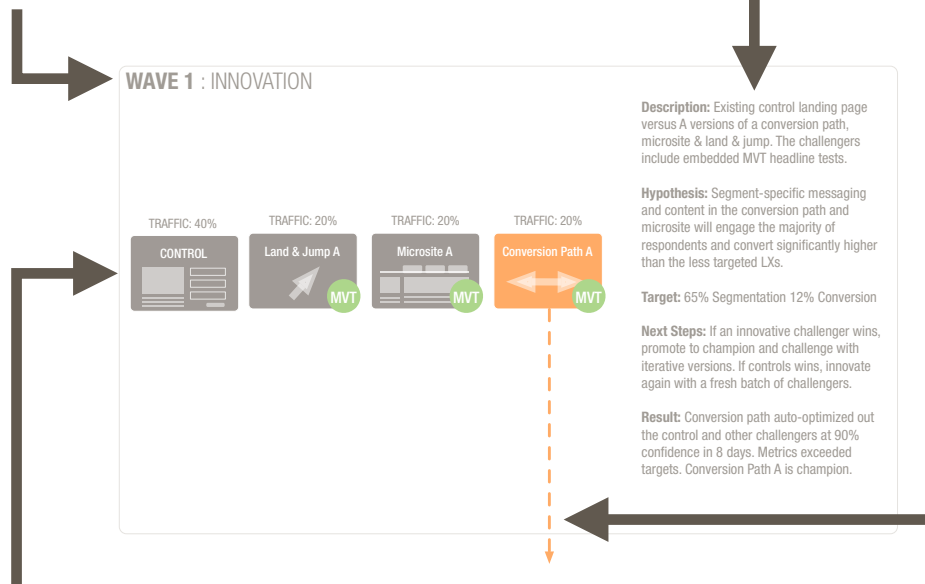 WAVE 1 : INNOVATION
TRAFFIC: 40%
TRAFFIC: 20%
TRAFFIC: 20%
TRAFFIC: 20%
CONTROL
Land & Jump A
Microsite A
Conversion Path A
MVT
MVT
MVT
Description: Existing control landing page
versus A versions of a conversion path,
microsite & land & jump. The challengers
include embedded MVT headline tests.
Hypothesis: Segment-specific messaging
and content in the conversion path and
microsite will engage the majority of
respondents and convert significantly higher
than the less targeted LXs.
Target: 65% Segmentation 12% Conversion
Next Steps: If an innovative challenger wins,
promote to champion and challenge with
iterative versions. If controls wins, innovate
again with a fresh batch of challengers.
Result: Conversion path auto-optimized out
the control and other challengers at 90%
confidence in 8 days. Metrics exceeded
targets. Conversion Path A is champion.